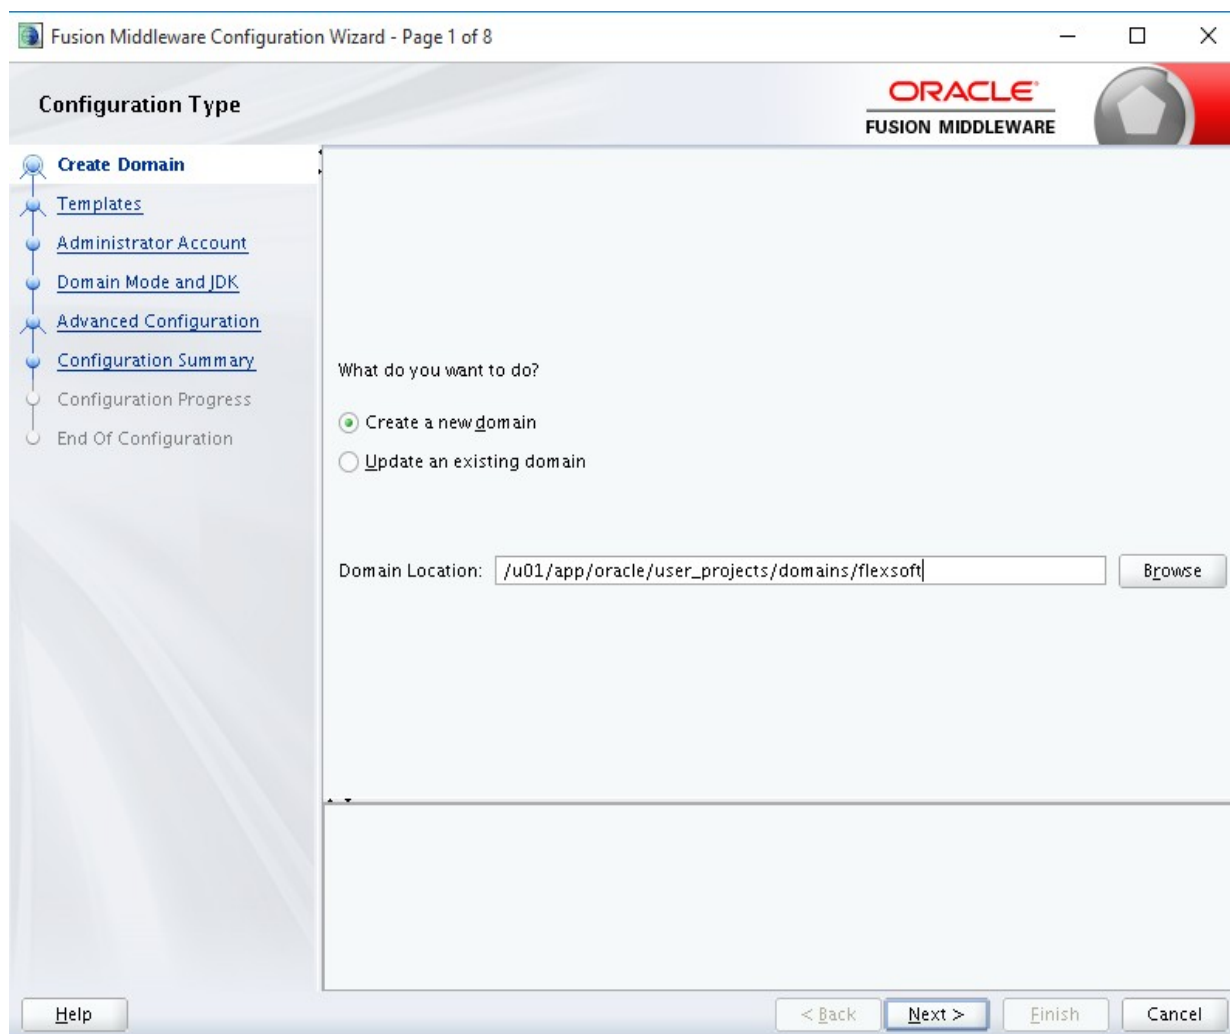 Fusion Middleware Configuration Wizard - Page 1 of 8
Configuration Type
ORACLE
FUSION MIDDLEWARE
Create Domain
Templates
Administrator Account
Domain Mode and JDK
Advanced Configuration
Configuration Summary
Configuration Progress
End Of Configuration
What do you want to do?
Create a new domain
Update an existing domain
Domain Location: /u01/app/oracle/user_projects/domains/flexsoft
Browse
Help
< Back
Next >
Finish
Cancel